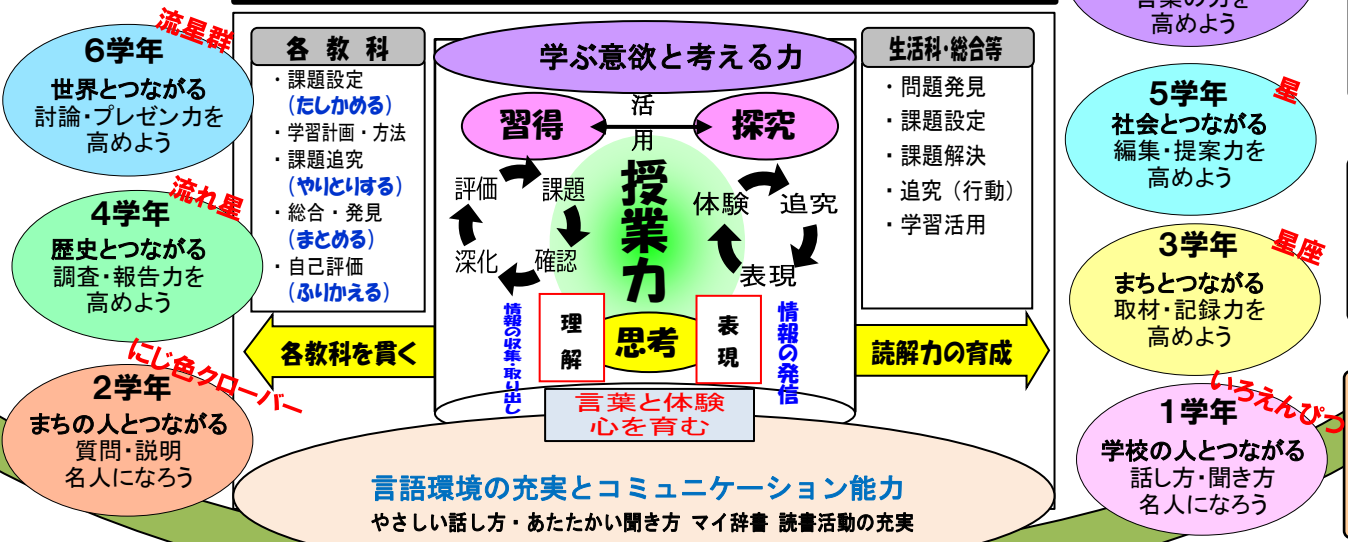 流星群
6学年
世界とつながる
討論・プレゼン力を
高めよう
流れ星
4学年
歴史とつながる
調査・報告力を
高めよう
にじ色クローバー
2学年
まちの人とつながる
質問・説明
名人になろう
各教科
・課題設定
(たしかめる)
・学習計画・方法
・課題追究
(やりとりする)
・総合・発見
(まとめる)
・自己評価
(ふりかえる)
各教科を貫く
学ぶ意欲と考える力
習得
活用
探究
授業力
評価
課題
深化
確認
体験
追究
表現
情報の収集・取り出し
理解
思考
表現
情報の発信
言葉と体験
心を育む
生活科・総合等
・問題発見
・課題設定
・課題解決
・追究（行動）
・学習活用
読解力の育成
言語環境の充実とコミュニケーション能力
やさしい話し方・あたたかい聞き方 マイ辞書 読書活動の充実
言葉の力を
高めよう
星
5学年
社会とつながる
編集・提案力を
高めよう
星座
3学年
まちとつながる
取材・記録力を
高めよう
いろえんぴつ
1学年
学校の人とつながる
話し方・聞き方
名人になろう